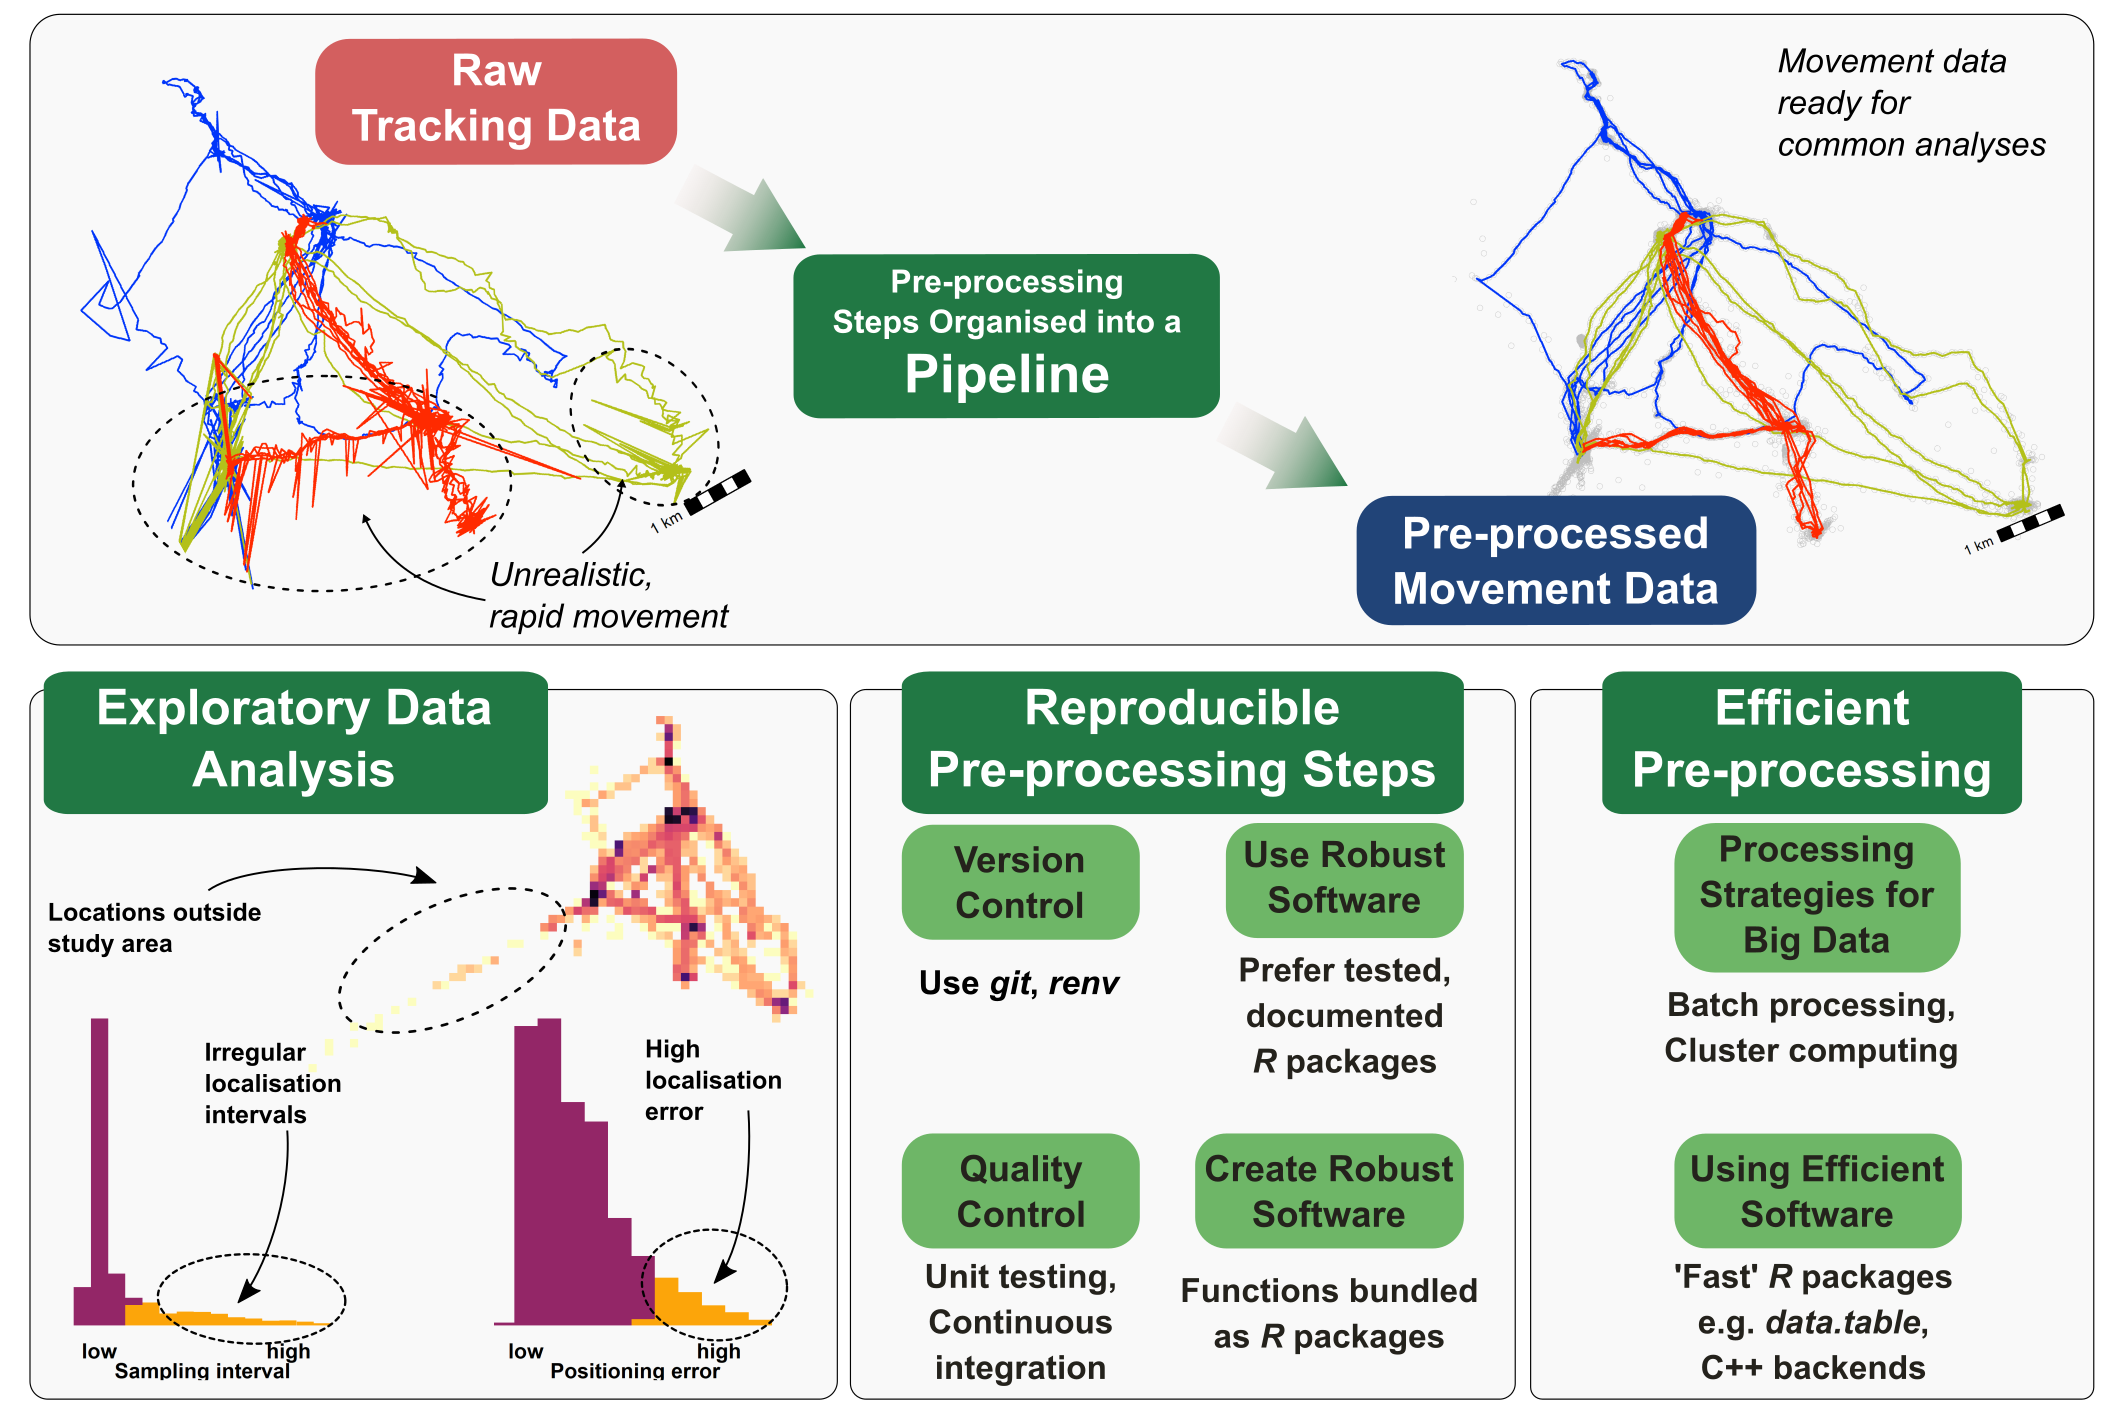 Raw
Tracking Data
Movement data
ready for
common analyses
Pre-processing
Steps Organised into a
Pipeline
1 km
Unrealistic,
rapid movement
Pre-processed
Movement Data
1 km
Exploratory Data
Analysis
Locations outside
study area
Irregular
localisation
intervals
High
localisation
error
low
high
Sampling interval
low
high
Positioning error
Reproducible
Pre-processing Steps
Version
Control
Use git, renv
Use Robust
Software
Prefer tested,
documented
R packages
Quality
Control
Unit testing,
Continuous
integration
Create Robust
Software
Functions bundled
as R packages
Efficient
Pre-processing
Processing
Strategies for
Big Data
Batch processing,
Cluster computing
Using Efficient
Software
'Fast' R packages
e.g. data.table,
C++ backends